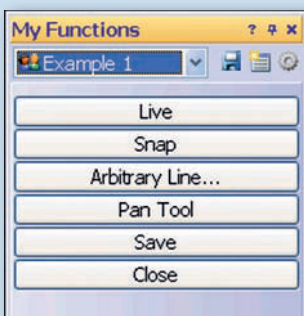 My Functions
Example 1
Live
Snap
Arbitrary Line...
Pan Tool
Save
Close